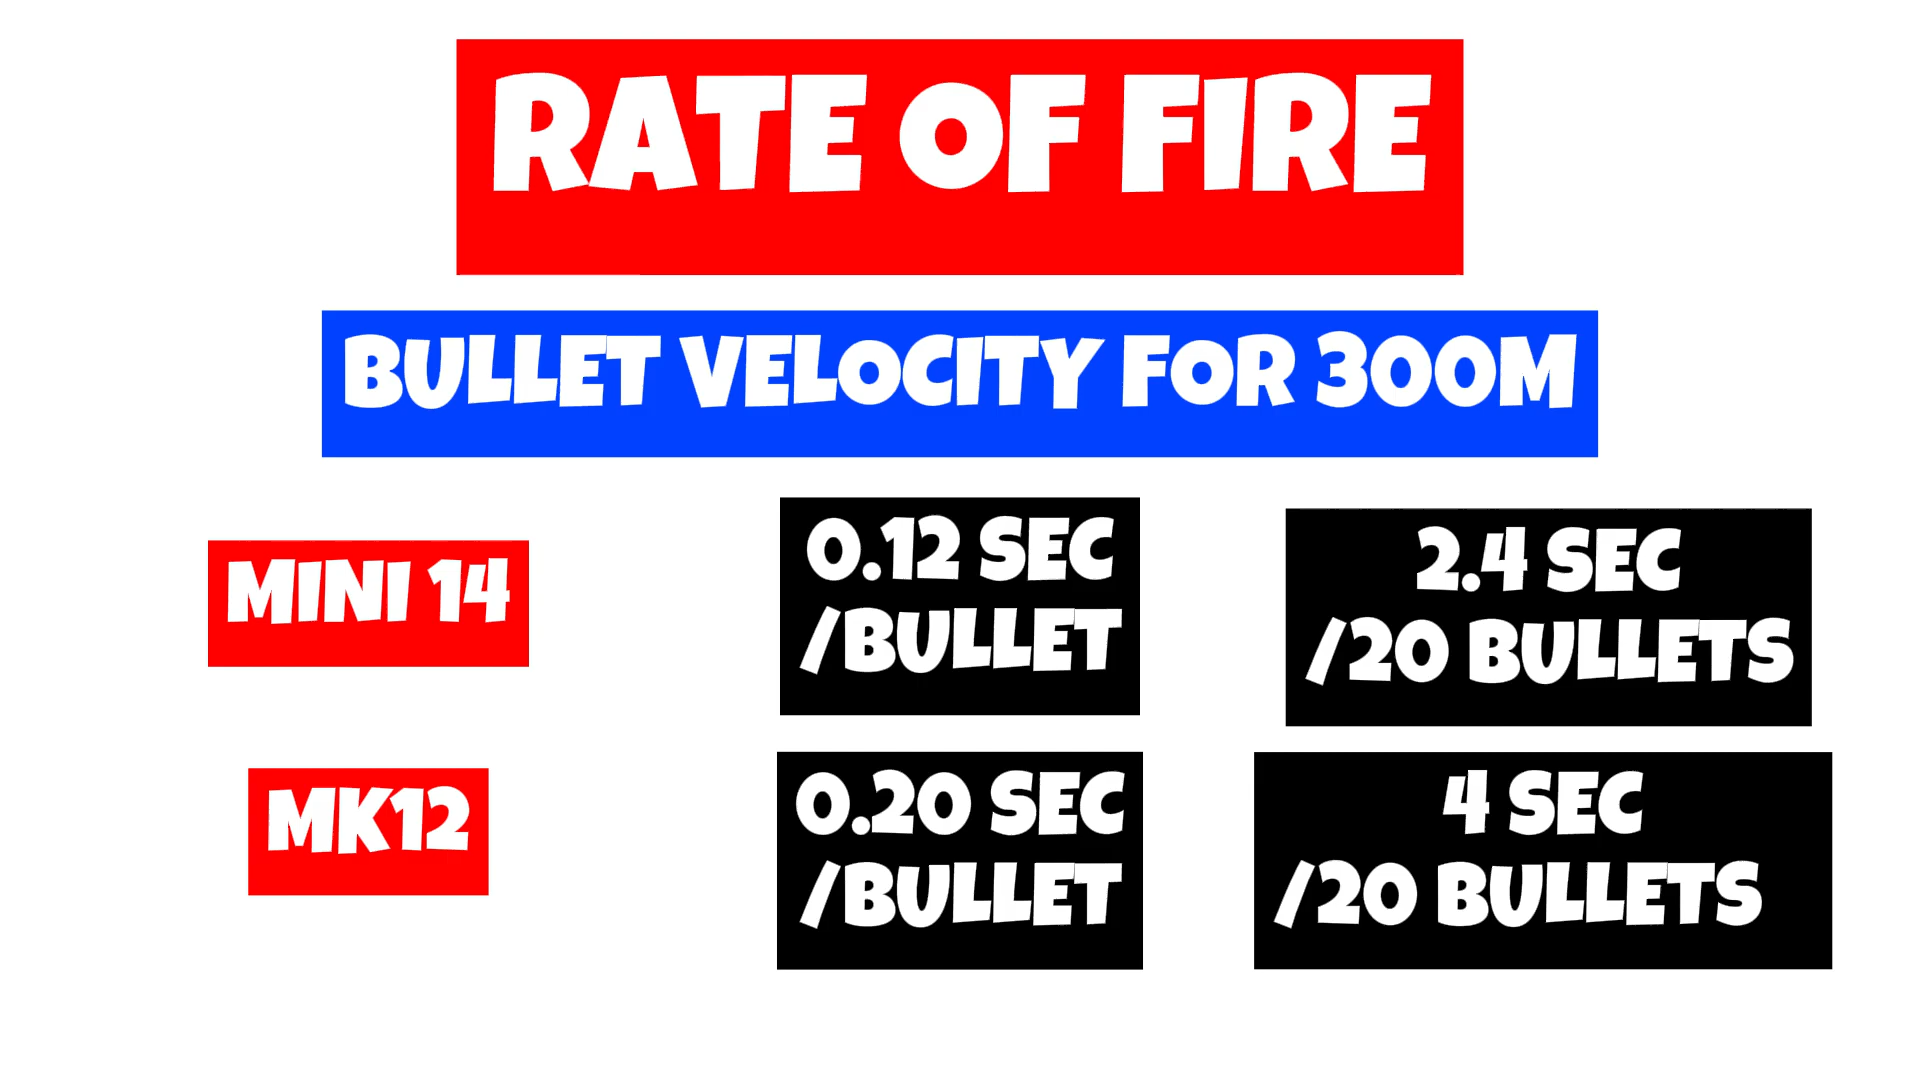 RATE OF FIRE
BULLET VELOCITY FOR 300M
MINI 14
0.12 SEC
/BULLET
2.4 SEC
/20 BULLETS
MK12
0.20 SEC
/BULLET
4 SEC
/20 BULLETS